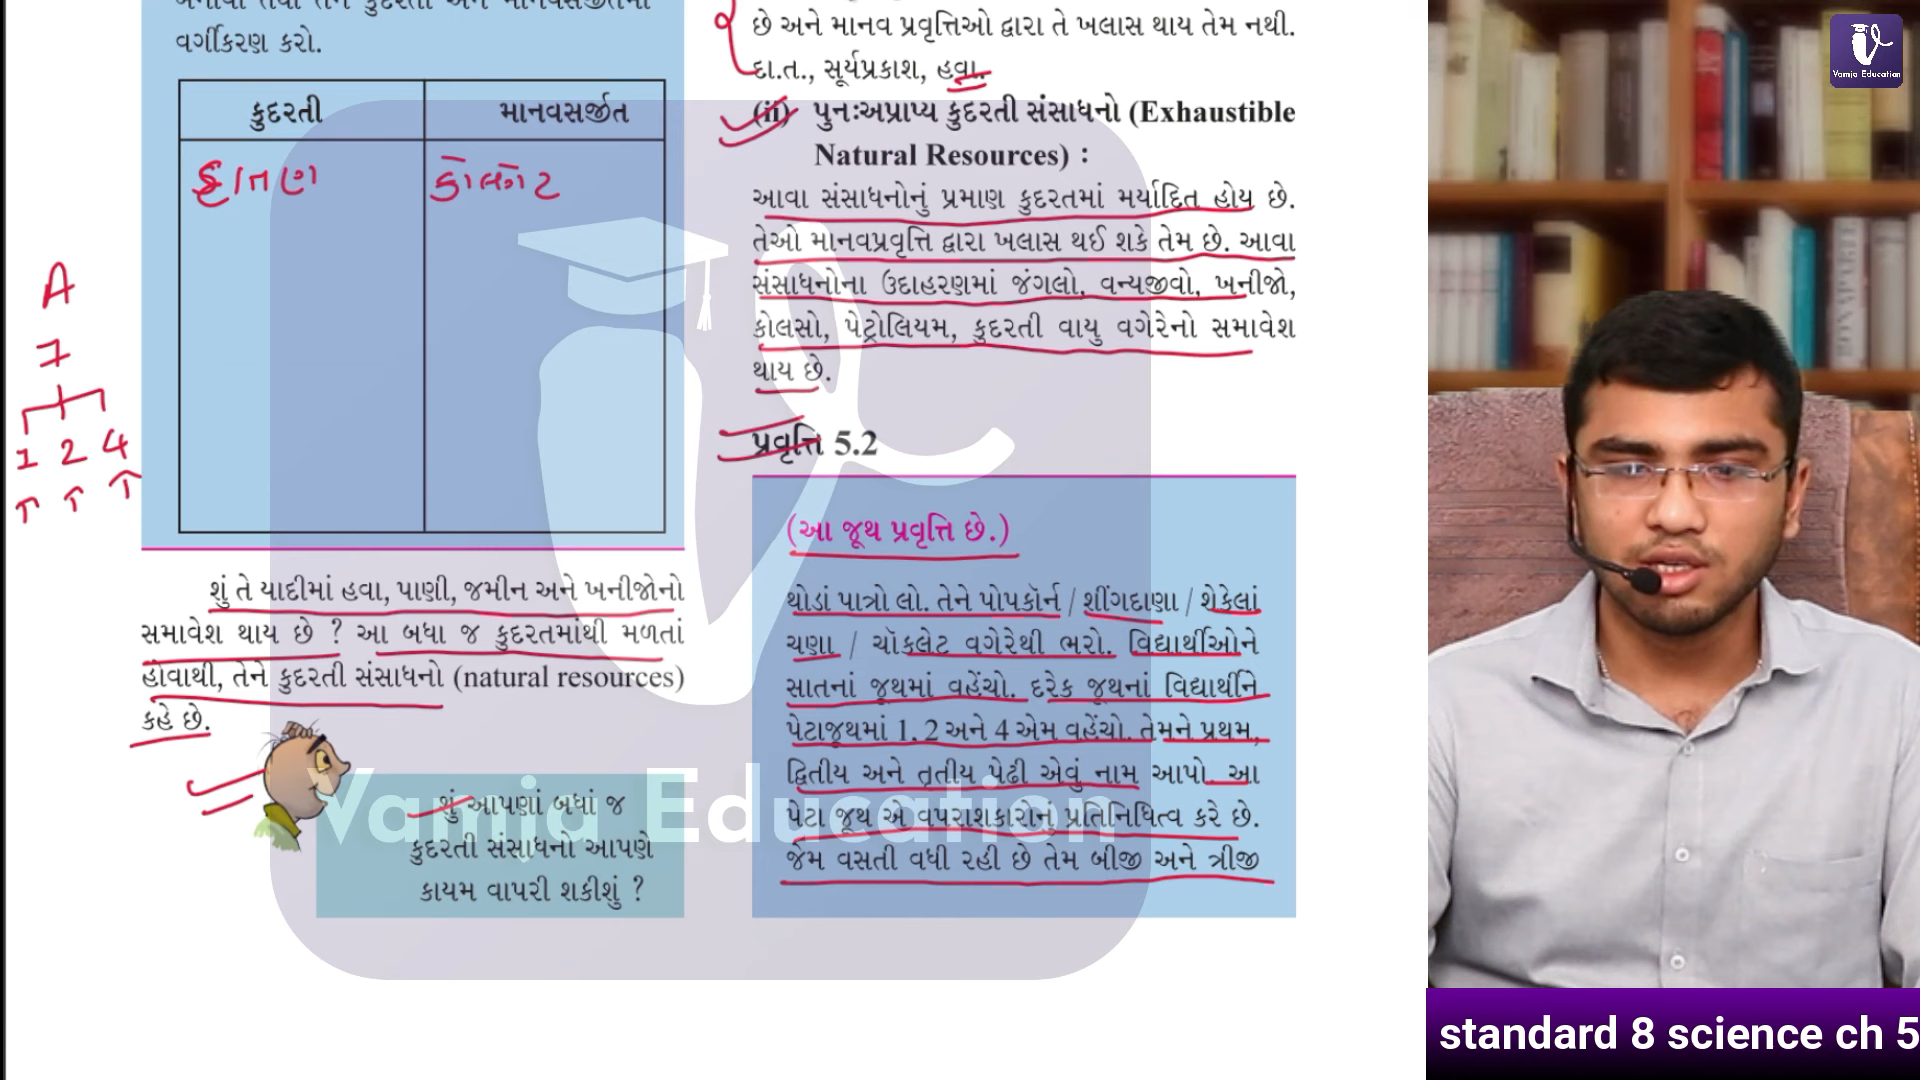 વર્ગીકરણ કરો.
કુદરતી
માનવસર્જીત
A
7
1 2 4
શું તે યાદીમાં હવા, પાણી, જમીન અને ખનીજોનો
સમાવેશ થાય છે ? આ બધા જ કુદરતમાંથી મળતાં
હોવાથી, તેને કુદરતી સંસાધનો (natural resources)
કહે છે.
શું આપણાં બધાં જ
કુદરતી સંસાધનો આપણે
કાયમ વાપરી શકીશું ?
છે અને માનવ પ્રવૃત્તિઓ દ્વારા તે ખલાસ થાય તેમ નથી.
દા.ત., સૂર્યપ્રકાશ, હવા.
(ii) પુનઃઅપ્રાપ્ય કુદરતી સંસાધનો (Exhaustible
Natural Resources) :
આવા સંસાધનોનું પ્રમાણ કુદરતમાં મર્યાદિત હોય છે.
તેઓ માનવપ્રવૃત્તિ દ્વારા ખલાસ થઈ શકે તેમ છે. આવા
સંસાધનોના ઉદાહરણમાં જંગલો, વન્યજીવો, ખનીજો,
કોલસો, પેટ્રોલિયમ, કુદરતી વાયુ વગેરેનો સમાવેશ
થાય છે.
પ્રવૃત્તિ 5.2
(આ જૂથ પ્રવૃત્તિ છે.)
થોડાં પાત્રો લો. તેને પોપકૉર્ન / શીંગદાણા / શેકેલાં
ચણા / ચૉકલેટ વગેરેથી ભરો. વિદ્યાર્થીઓને
સાતનાં જૂથમાં વહેંચો. દરેક જૂથનાં વિદ્યાર્થીને
પેટાજૂથમાં 1, 2 અને 4 એમ વહેંચો. તેમને પ્રથમ,
દ્વિતીય અને તૃતીય પેઢી એવું નામ આપો. આ
પેટા જૂથ એ વપરાશકારોનું પ્રતિનિધિત્વ કરે છે.
જેમ વસતી વધી રહી છે તેમ બીજી અને ત્રીજી
Vamja Education
Vamja Education
standard 8 science ch 5